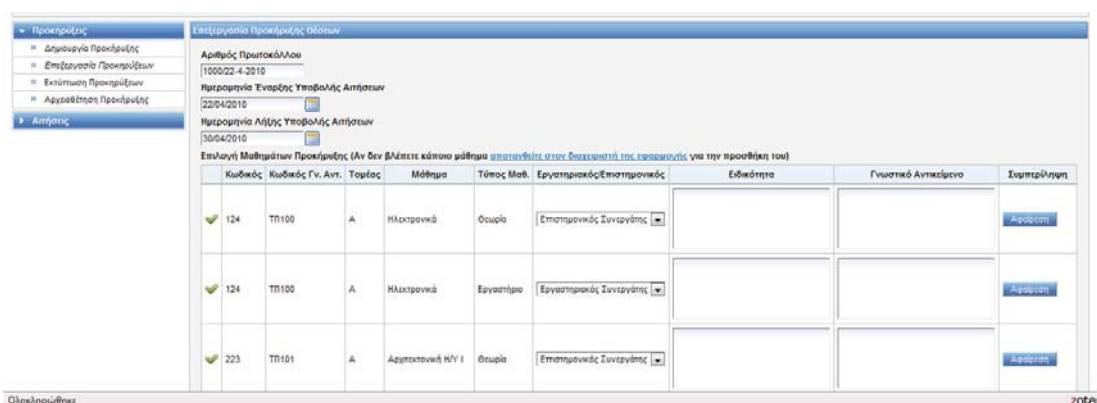 Προκηρύξεις
Δημιουργία Προκήρυξης
Επεξεργασία Προκηρύξεων
Εκτύπωση Προκηρύξεων
Αρχειοθέτηση Προκήρυξης
Αιτήσεις
Επεξεργασία Προκήρυξης Θέσεων
Αριθμός Πρωτοκόλλου
1000/22-4-2010
Ημερομηνία Έναρξης Υποβολής Αιτήσεων
22/04/2010
Ημερομηνία Λήξης Υποβολής Αιτήσεων
30/04/2010
Επιλογή Μαθημάτων Προκήρυξης (Αν δεν βλέπετε κάποιο μάθημα αποτανθείτε στον διαχειριστή της εφαρμογής για την προσθήκη του)
Κωδικός Κωδικός Γν. Αντ. Τομέας Μάθημα Τύπος Μαθ. Εργατηριακός/Επιστημονικός Ειδικότητα Γνωστικό Αντικείμενο Συμπερίληψη
124 ΤΠ100 Α Ηλεκτρονικά Θεωρία Επιστημονικός Συνεργάτης Αφαίρεση
124 ΤΠ100 Α Ηλεκτρονικά Εργαστήριο Εργαστηριακός Συνεργάτης Αφαίρεση
223 ΤΠ101 Α Αρχιτεκτονική Η/Υ Ι Θεωρία Επιστημονικός Συνεργάτης Αφαίρεση
Ολοκληρώθηκε
zote